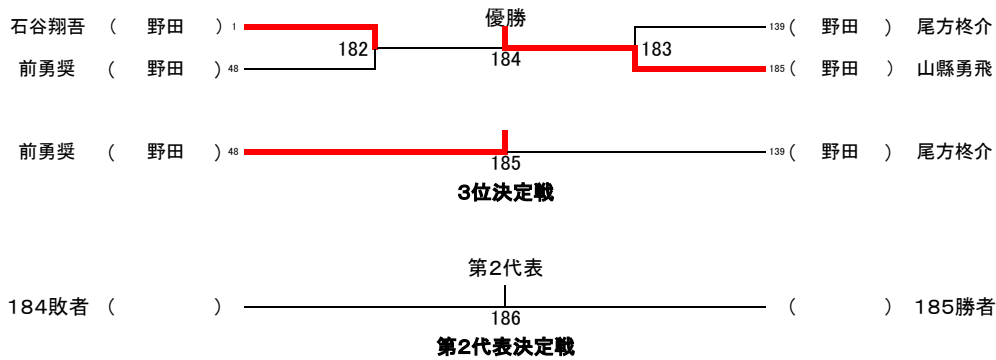 優勝
石谷翔吾 ( 野田 ) 1 139 ( 野田 ) 尾方柊介
182 184 183
前勇奨 ( 野田 ) 48 185 ( 野田 ) 山縣勇飛
前勇奨 ( 野田 ) 48 139 ( 野田 ) 尾方柊介
185
3位決定戦
第2代表
184敗者 ( ) ( ) 185勝者
186
第2代表決定戦